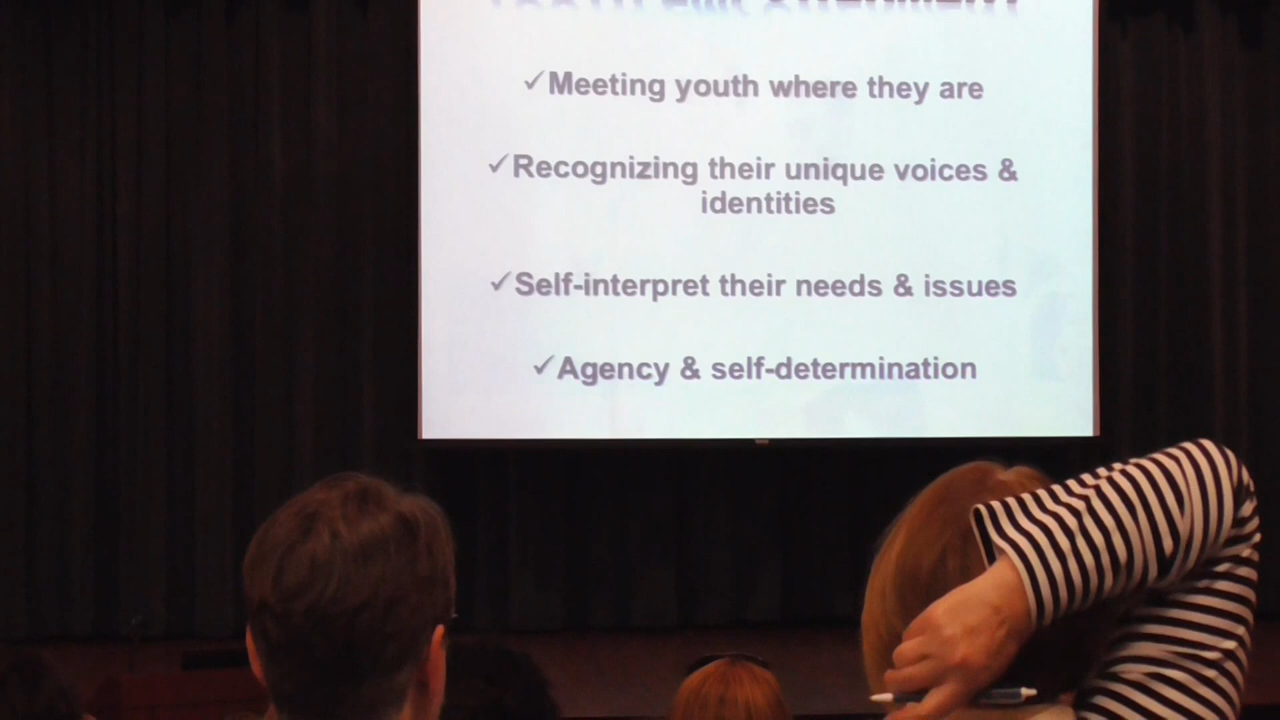 ✓Meeting youth where they are
✓Recognizing their unique voices &
identities
✓Self-interpret their needs & issues
✓Agency & self-determination